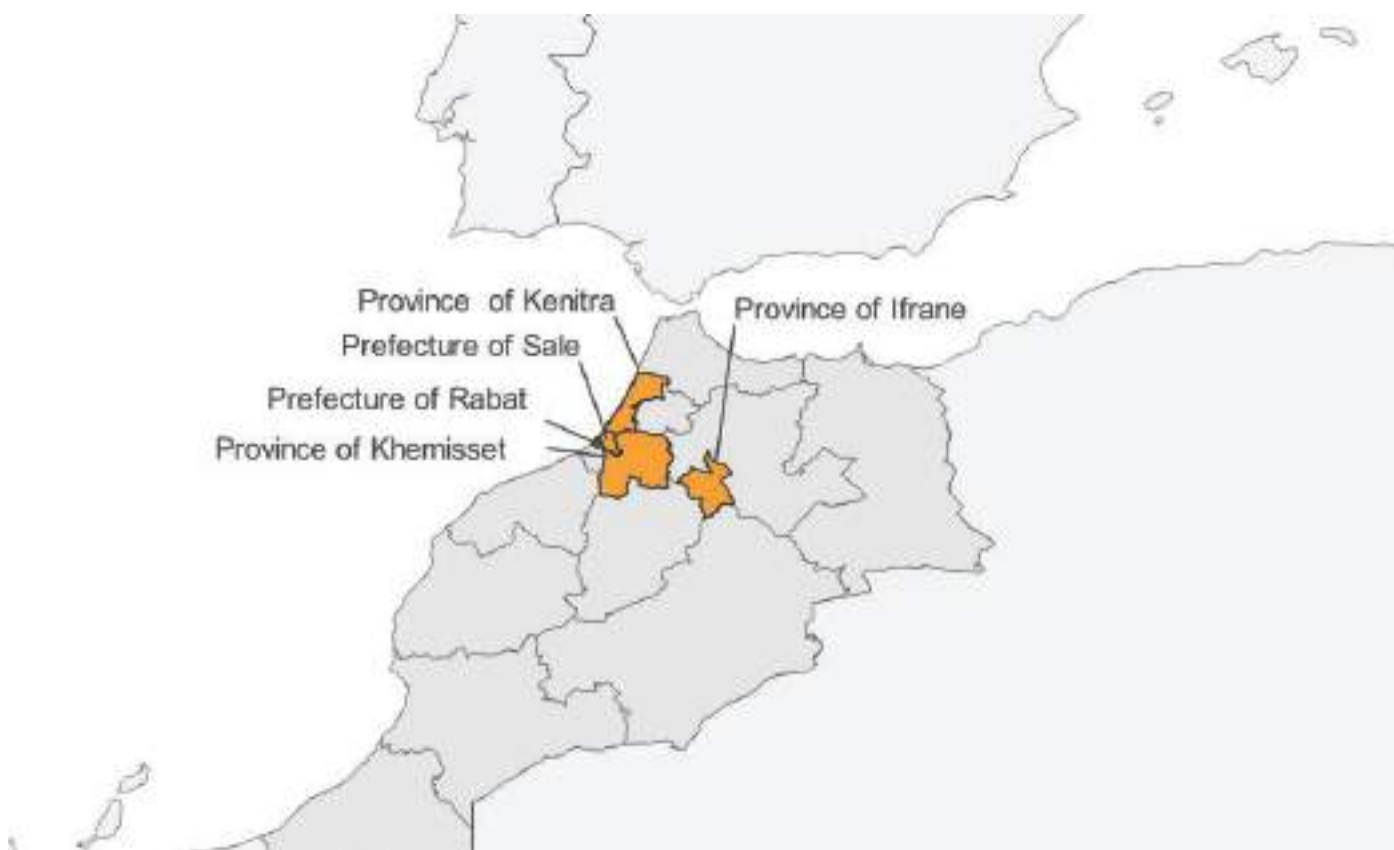 Province of Kenitra
Province of Ifrane
Prefecture of Sale
Prefecture of Rabat
Province of Khemisset